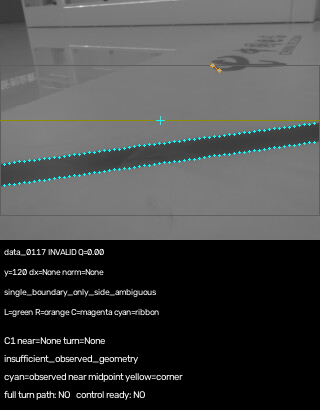 data_0117 INVALID Q=0.00
y=120 dx=None norm=None
single_boundary_only_side_ambiguous
L=green R=orange C=magenta cyan=ribbon
C1 near=None turn=None
insufficient_observed_geometry
cyan=observed near midpoint yellow=corner
full turn path: NO control ready: NO